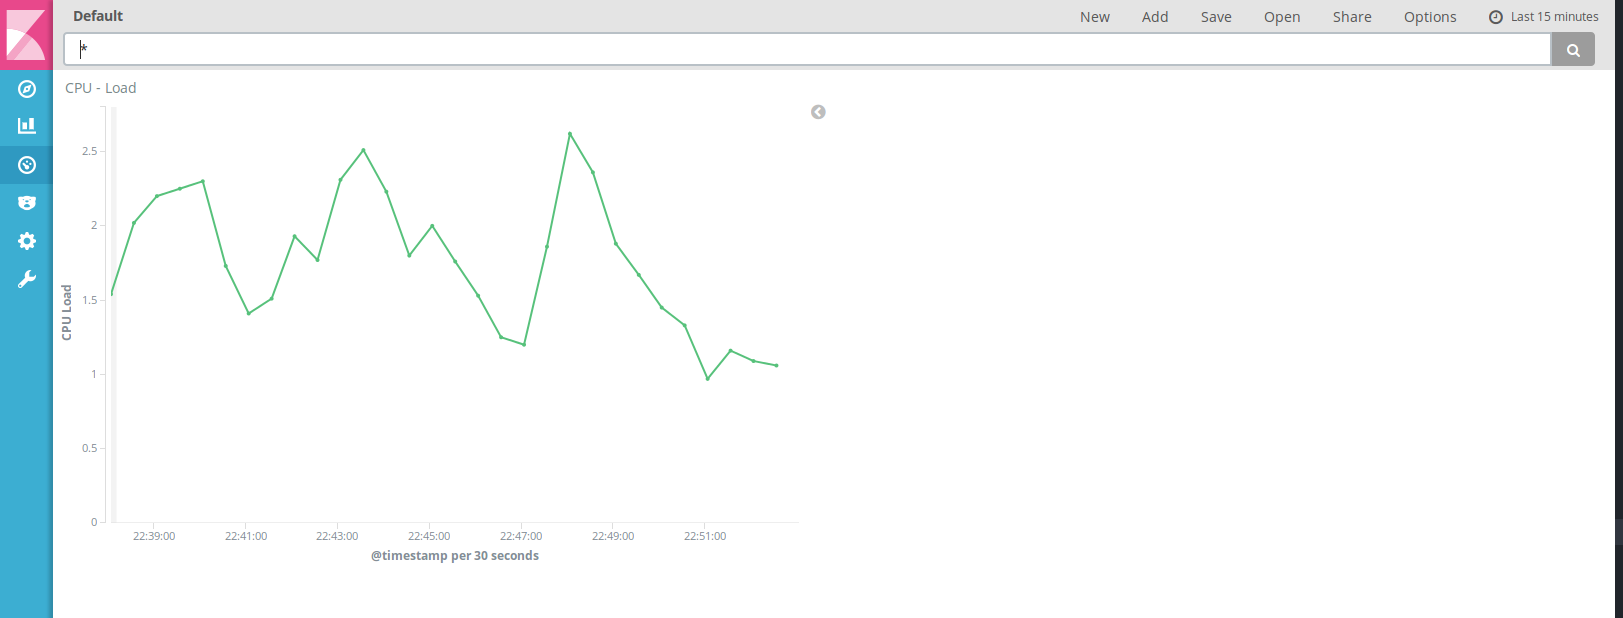 Default New Add Save Open Share Options Last 15 minutes
*
CPU - Load
2.5
2
1.5
1
0.5
0
CPU Load
22:39:00 22:41:00 22:43:00 22:45:00 22:47:00 22:49:00 22:51:00
@timestamp per 30 seconds